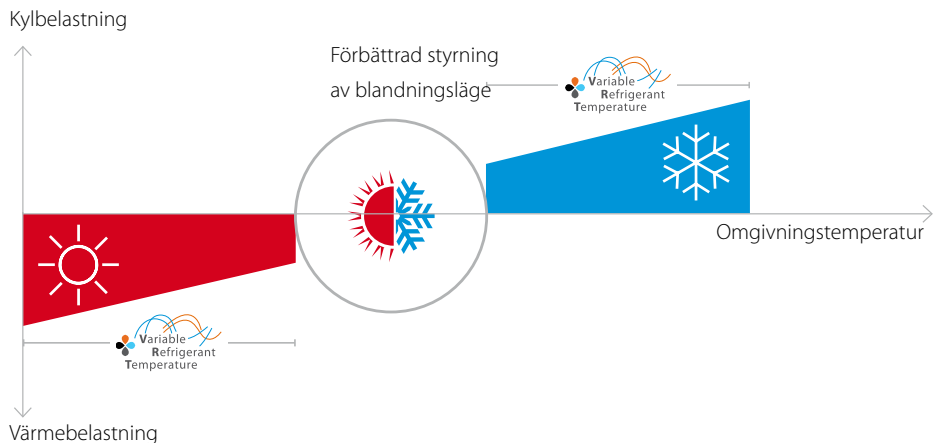 Kylbelastning
Förbättrad styrning
av blandningsläge
Variable
Refrigerant
Temperature
Omgivningstemperatur
Variable
Refrigerant
Temperature
Värmebelastning